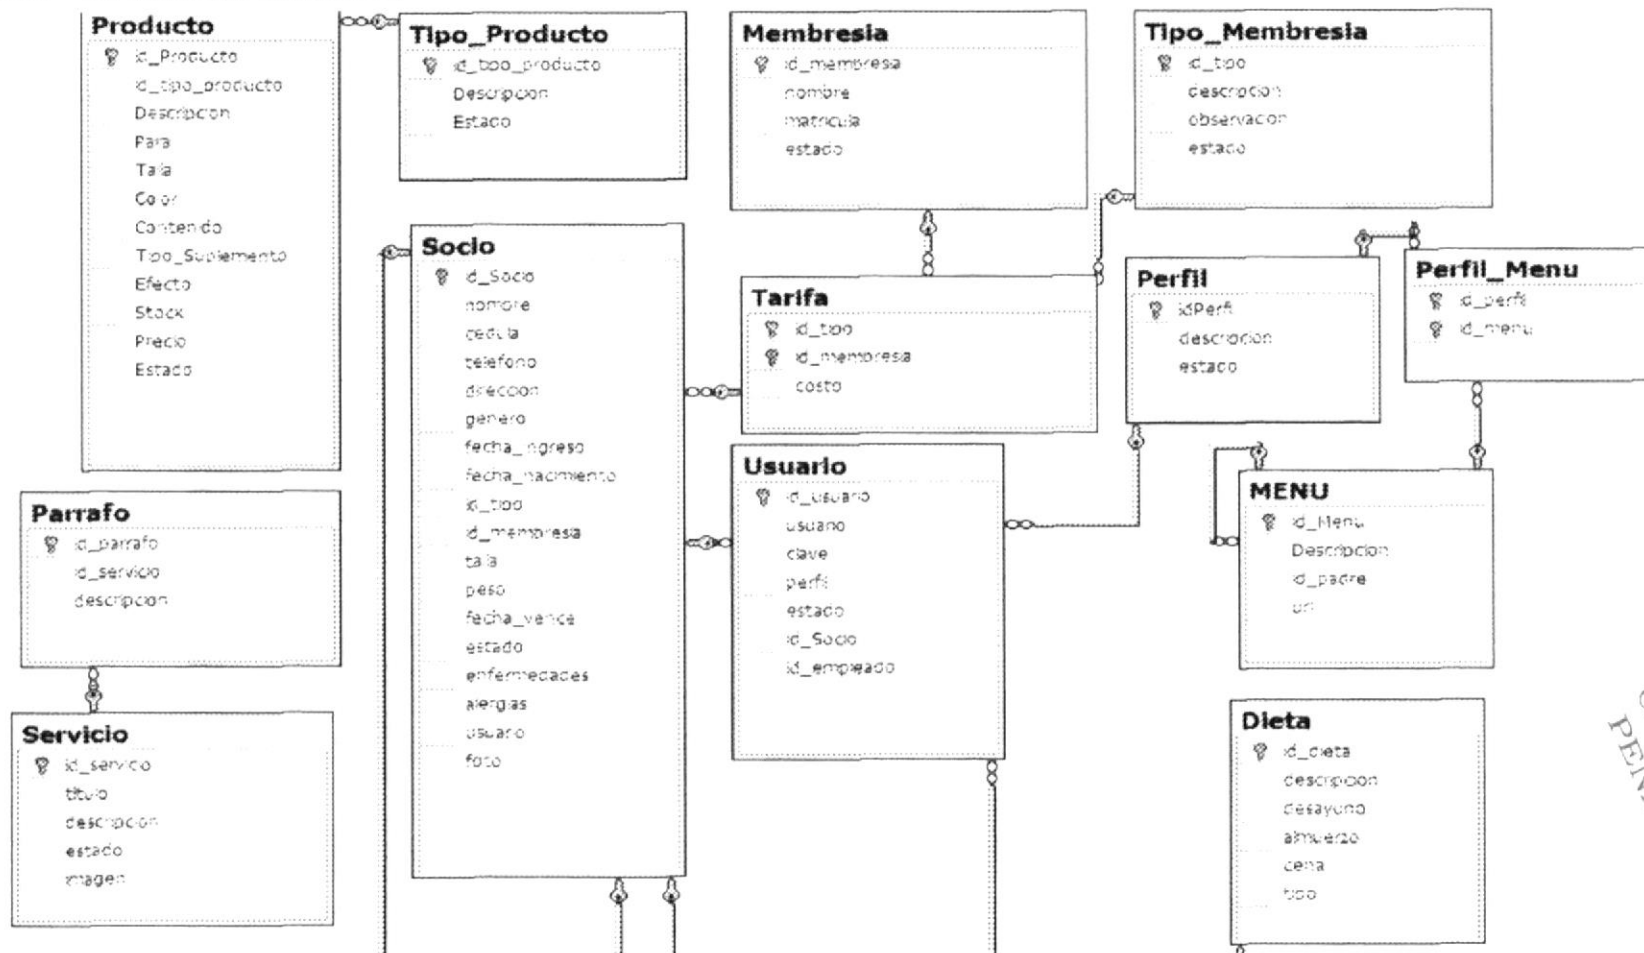 Producto
id_Producto
id_tipo_producto
Descripcion
Para
Talla
Color
Contenido
Tipo_Suplemento
Efecto
Stock
Precio
Estado
Tipo_Producto
id_tipo_producto
Descripcion
Estado
Membresia
id_membresia
nombre
matricula
estado
Tipo_Membresia
id_tipo
descripcion
observacion
estado
Socio
id_Socio
nombre
cedula
telefono
direccion
genero
fecha_ingreso
fecha_nacimiento
id_tipo
id_membresia
talla
peso
fecha_vence
estado
enfermedades
alergias
usuario
foto
Tarifa
id_tipo
id_membresia
costo
Perfil
idPerfil
descripcion
estado
Perfil_Menu
id_perfil
id_menu
Usuario
id_usuario
usuario
clave
perfil
estado
id_Socio
id_empleado
MENU
id_Menu
Descripcion
id_padre
url
Parrafo
id_parrafo
id_servicio
descripcion
Servicio
id_servicio
titulo
descripcion
estado
imagen
Dieta
id_dieta
descripcion
desayuno
almuerzo
cena
tipo